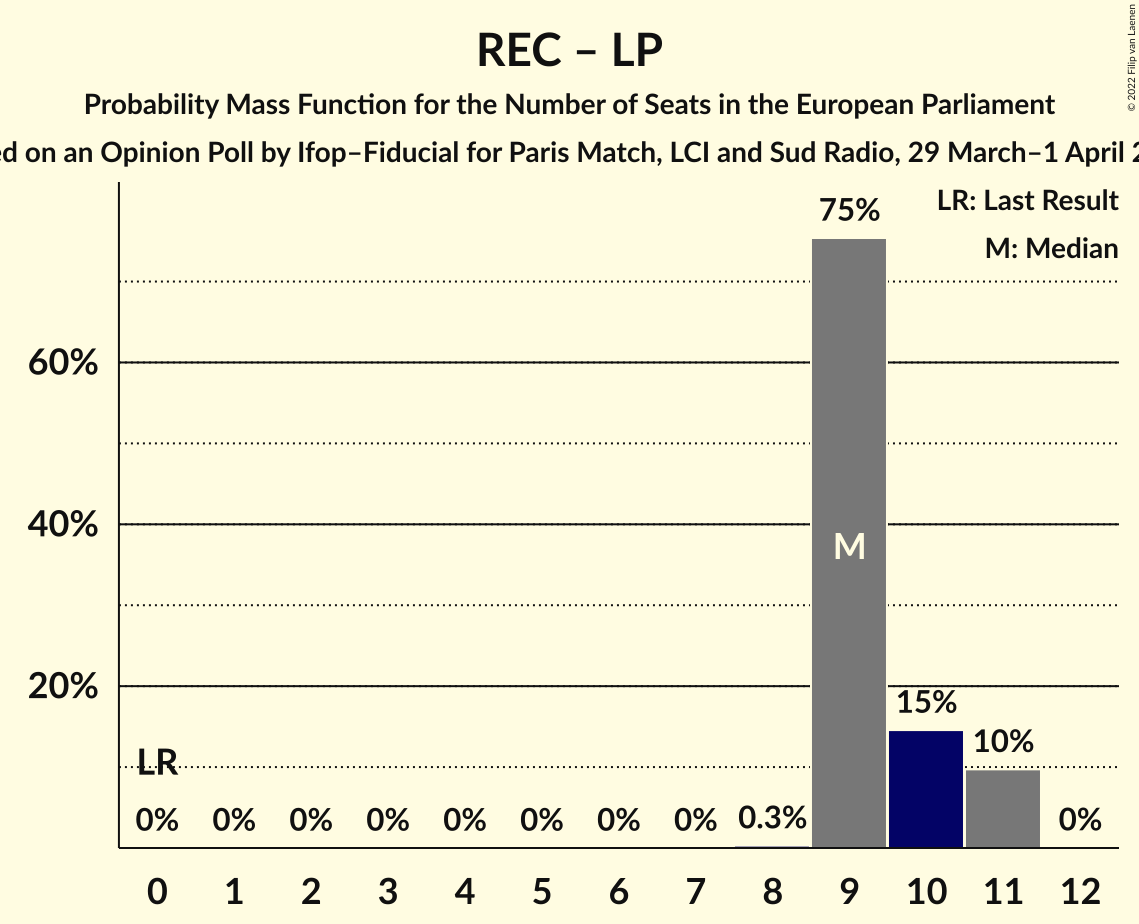 REC – LP
Probability Mass Function for the Number of Seats in the European Parliament
on an Opinion Poll by Ifop–Fiducial for Paris Match, LCI and Sud Radio, 29 March–1 April
© 2022 Filip van Laenen
LR: Last Result
M: Median
75%
60%
40%
M
20%
15%
10%
LR
0% 0% 0% 0% 0% 0% 0% 0% 0.3% 0%
0 1 2 3 4 5 6 7 8 9 10 11 12